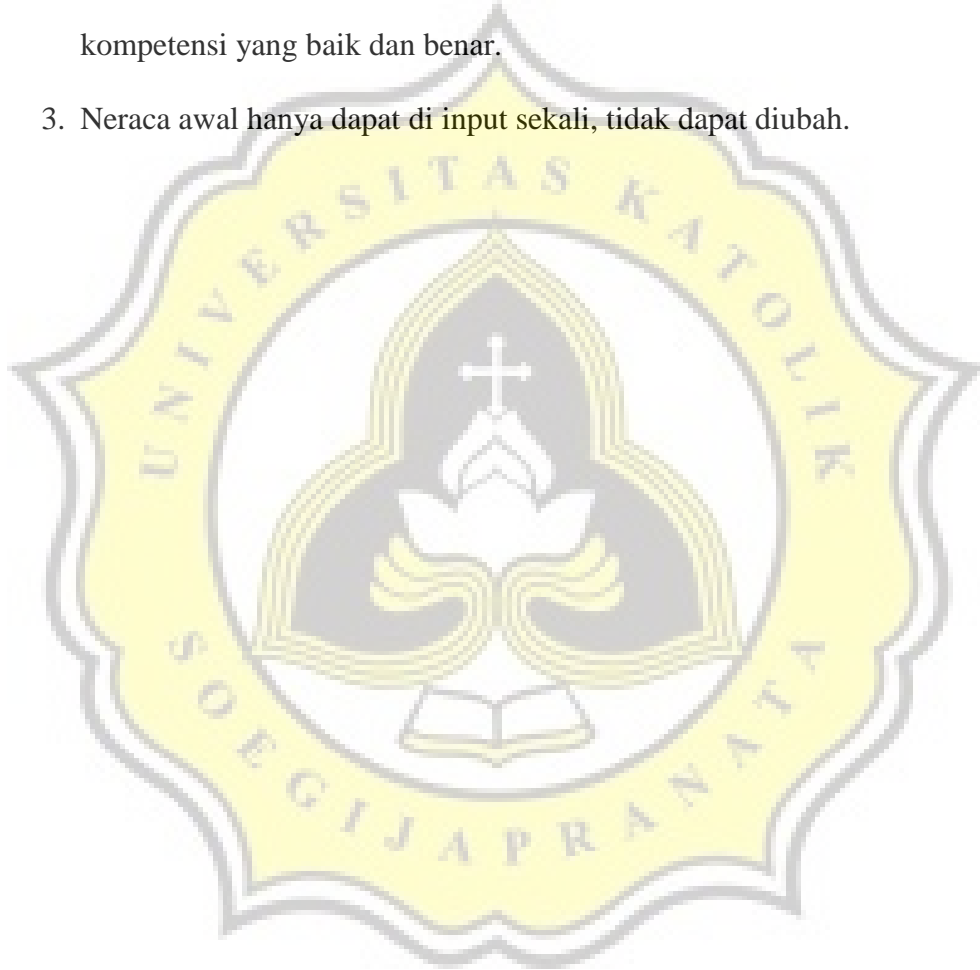 kompetensi yang baik dan benar.
3. Neraca awal hanya dapat di input sekali, tidak dapat diubah.
UNIVERSITAS KATOLIK
SOEGIJAPRANATA